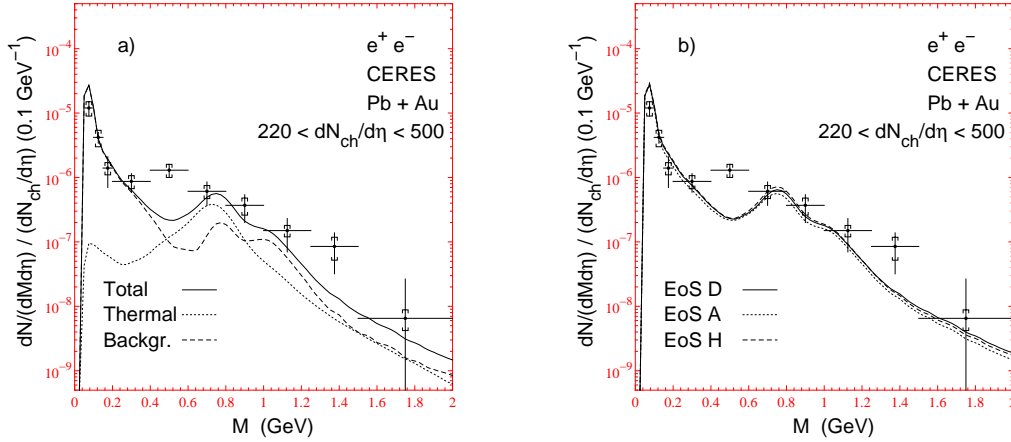 dN/(dMdη) / (dN_ch/dη) (0.1 GeV⁻¹)
10⁻⁴
10⁻⁵
10⁻⁶
10⁻⁷
10⁻⁸
10⁻⁹
a)
e⁺ e⁻
CERES
Pb + Au
220 < dN_ch/dη < 500
Total
Thermal
Backgr.
0 0.2 0.4 0.6 0.8 1 1.2 1.4 1.6 1.8 2
M (GeV)
dN/(dMdη) / (dN_ch/dη) (0.1 GeV⁻¹)
10⁻⁴
10⁻⁵
10⁻⁶
10⁻⁷
10⁻⁸
10⁻⁹
b)
e⁺ e⁻
CERES
Pb + Au
220 < dN_ch/dη < 500
EoS D
EoS A
EoS H
0 0.2 0.4 0.6 0.8 1 1.2 1.4 1.6 1.8 2
M (GeV)